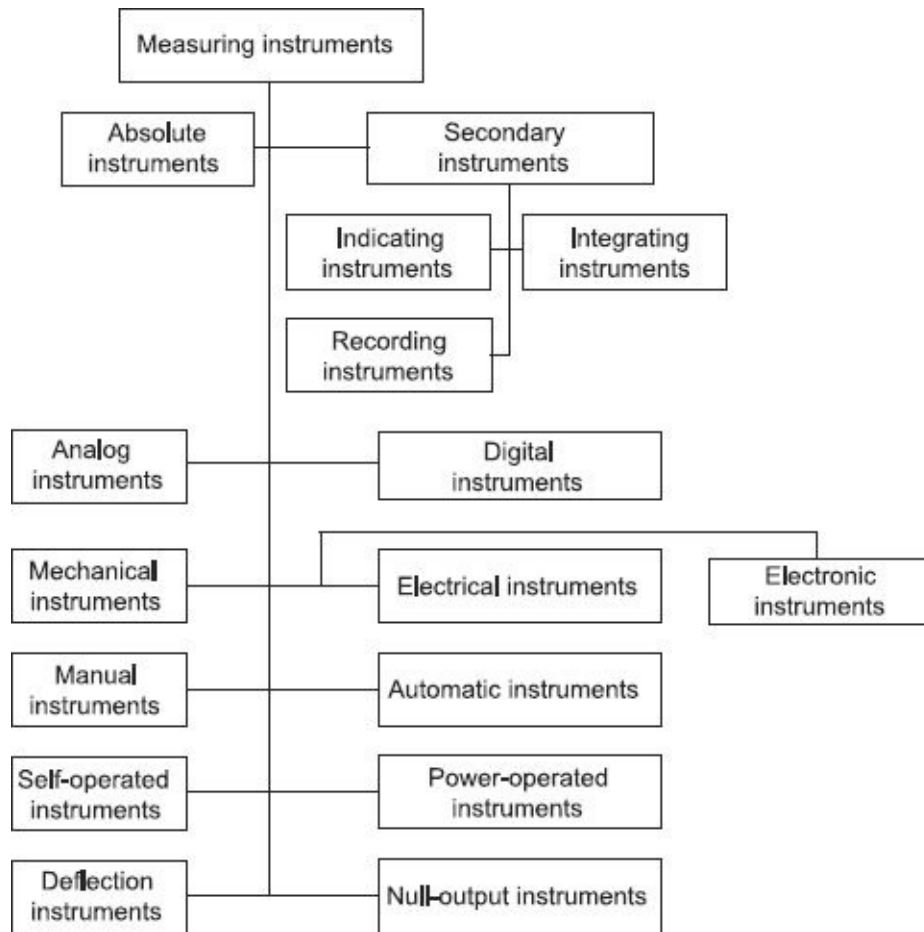 Measuring instruments
Absolute
instruments
Secondary
instruments
Indicating
instruments
Integrating
instruments
Recording
instruments
Analog
instruments
Digital
instruments
Mechanical
instruments
Electrical instruments
Electronic
instruments
Manual
instruments
Automatic instruments
Self-operated
instruments
Power-operated
instruments
Deflection
instruments
Null-output instruments